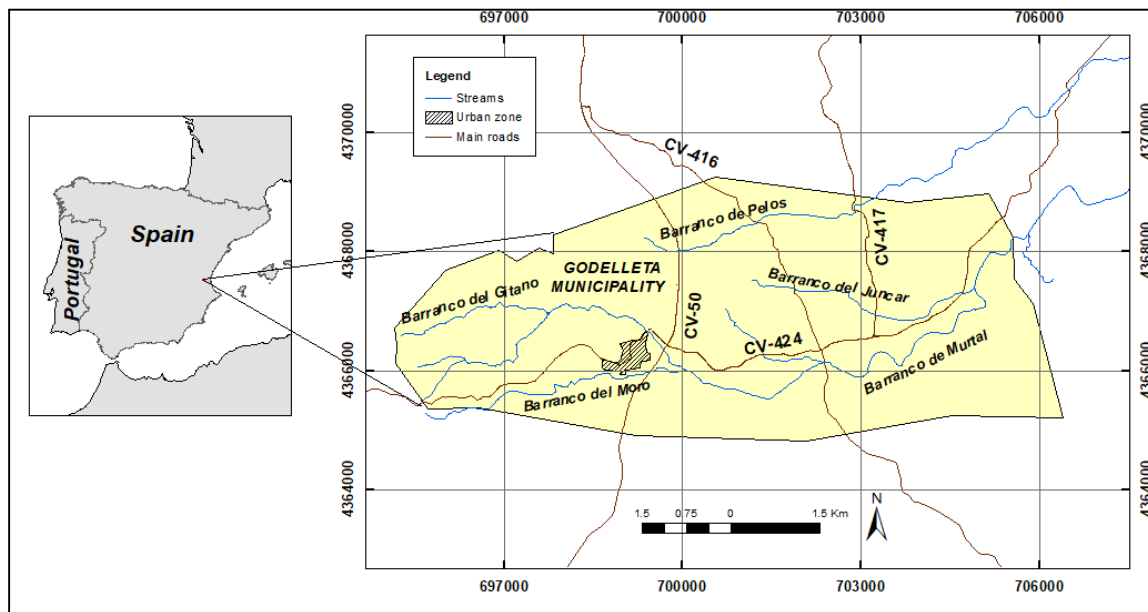 697000
700000
703000
706000
Legend
Streams
Urban zone
Main roads
4370000
4370000
CV-416
Spain
Portugal
Barranco de Pelos
CV-417
4368000
4368000
GODELLETA
MUNICIPALITY
Barranco del Gitano
Barranco del Juncar
CV-50
CV-424
4366000
4366000
Barranco de Murtal
Barranco del Moro
4364000
4364000
N
1.5 0.75 0 1.5 Km
697000
700000
703000
706000